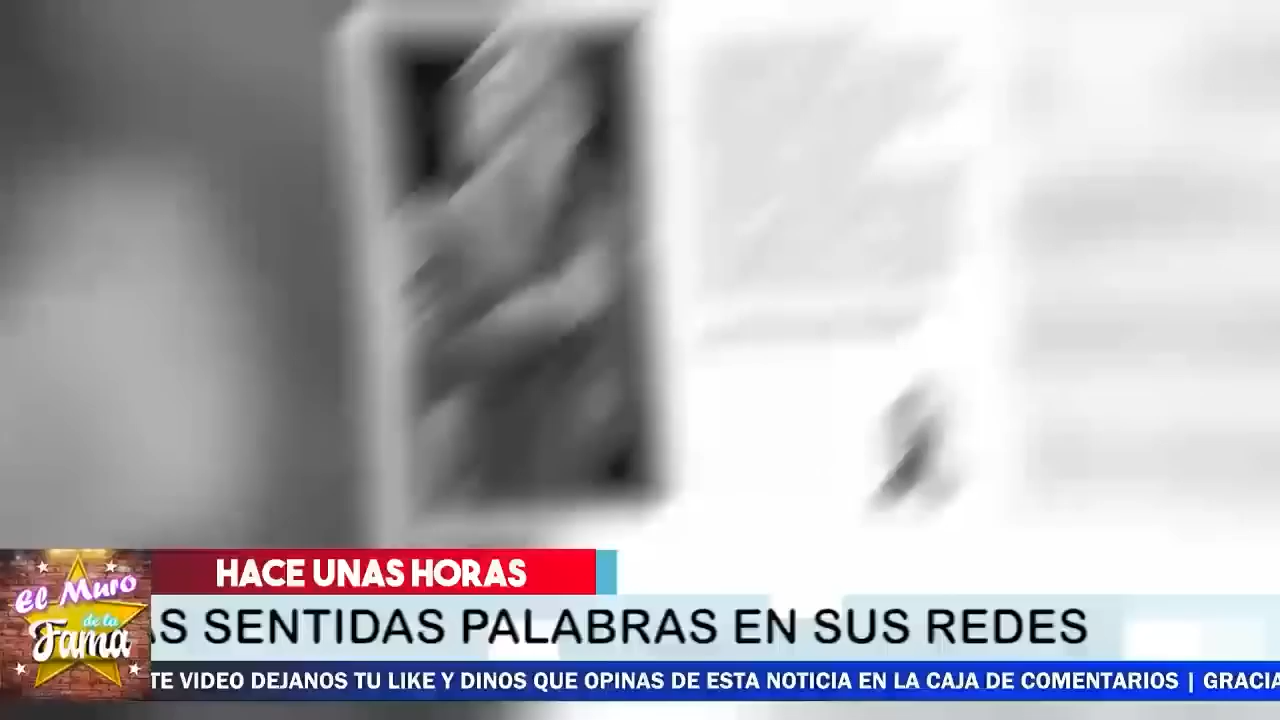 HACE UNAS HORAS
El Muro
de la
Fama
AS SENTIDAS PALABRAS EN SUS REDES
TE VIDEO DEJANOS TU LIKE Y DINOS QUE OPINAS DE ESTA NOTICIA EN LA CAJA DE COMENTARIOS | GRACIA